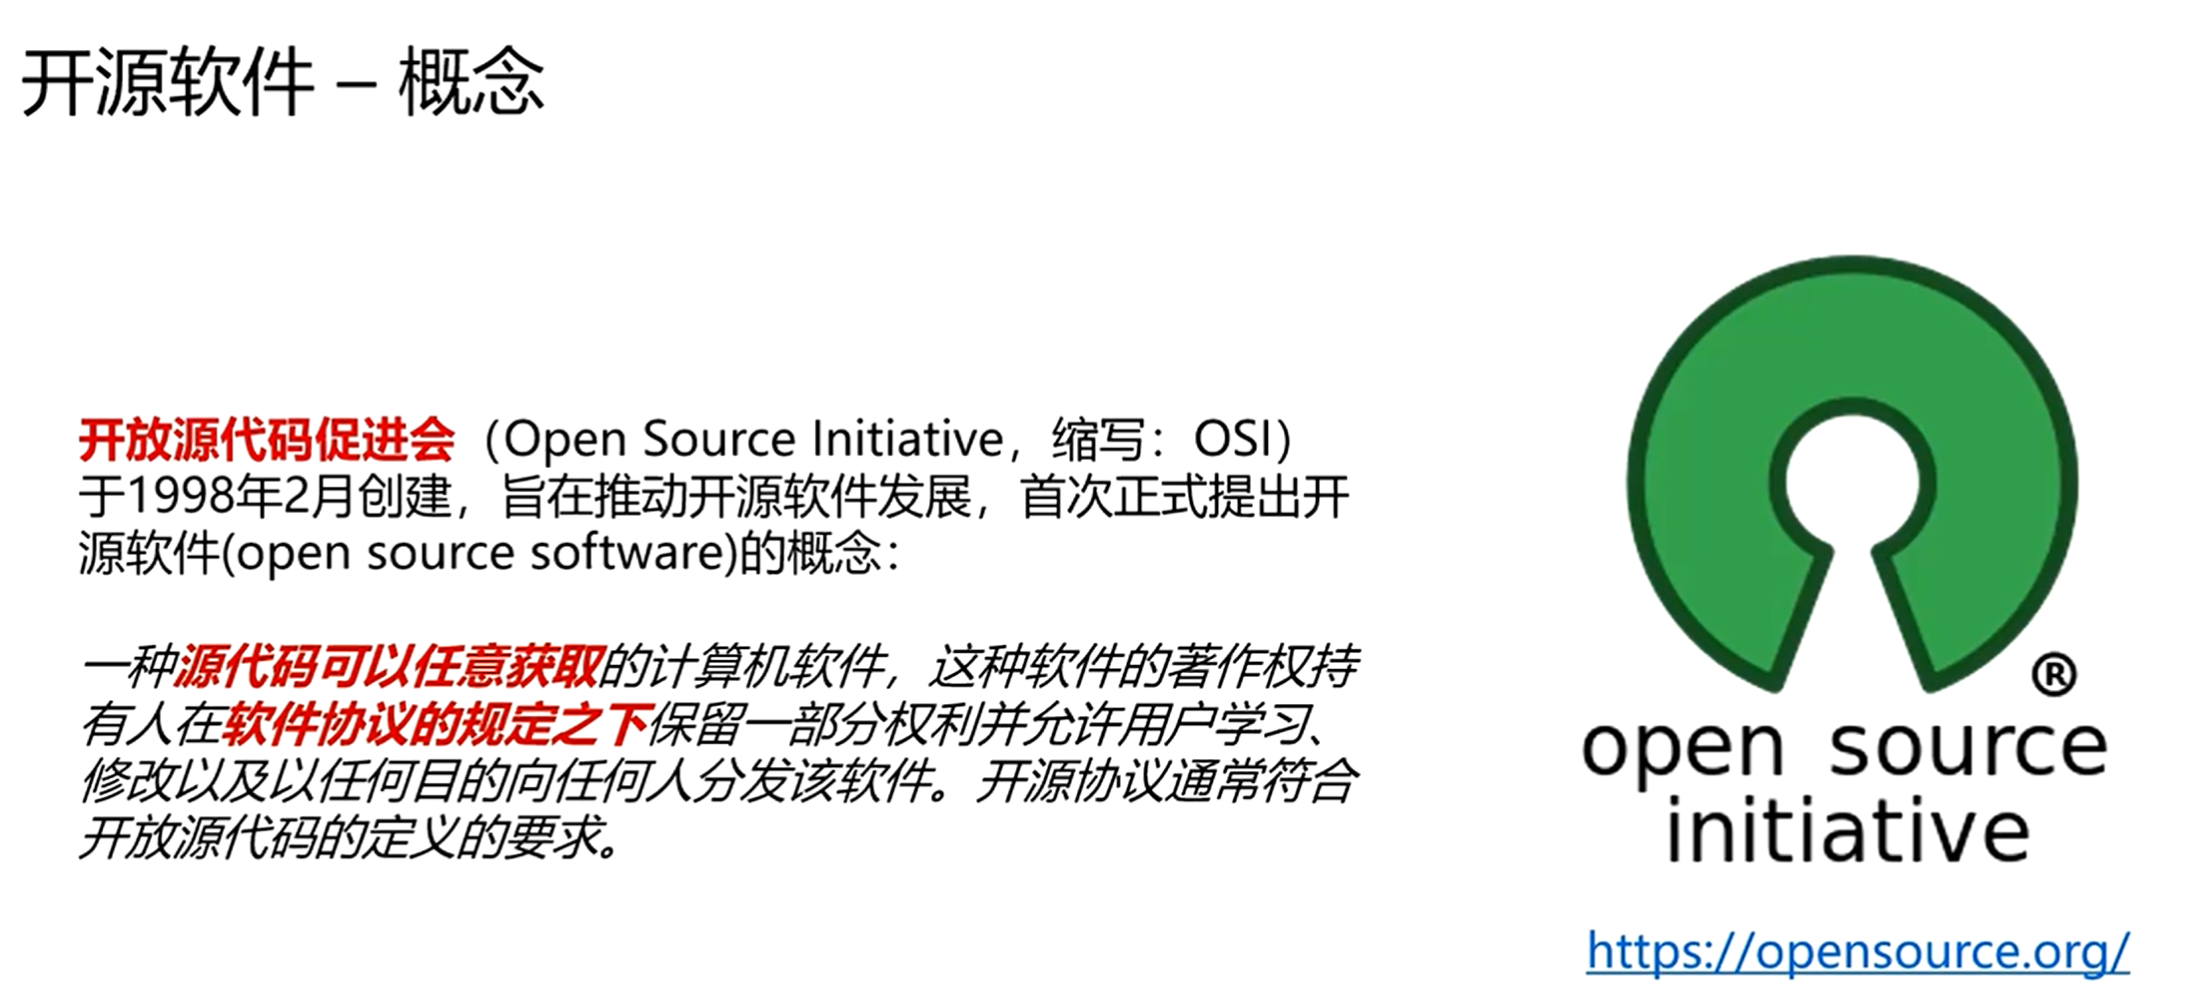 开源软件 – 概念
开放源代码促进会（Open Source Initiative，缩写：OSI）
于1998年2月创建，旨在推动开源软件发展，首次正式提出开
源软件(open source software)的概念：
一种源代码可以任意获取的计算机软件，这种软件的著作权持
有人在软件协议的规定之下保留一部分权利并允许用户学习、
修改以及以任何目的向任何人分发该软件。开源协议通常符合
开放源代码的定义的要求。
®
open source
initiative
https://opensource.org/